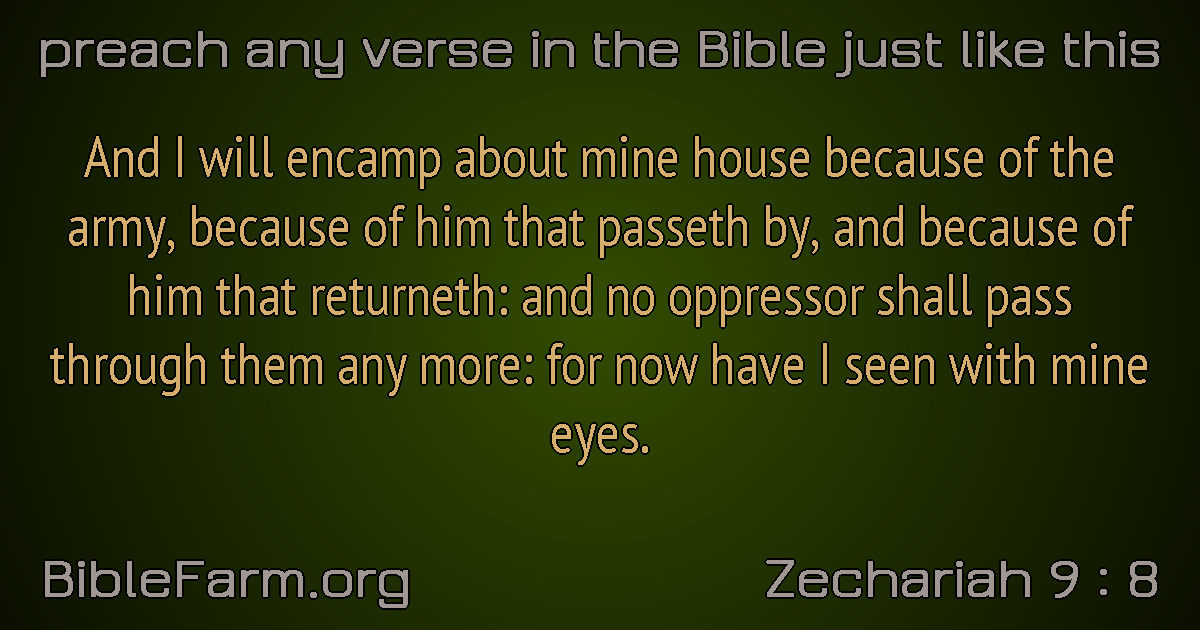 preach any verse in the Bible just like this
And I will encamp about mine house because of the
army, because of him that passeth by, and because of
him that returneth: and no oppressor shall pass
through them any more: for now have I seen with mine
eyes.
BibleFarm.org
Zechariah 9 : 8